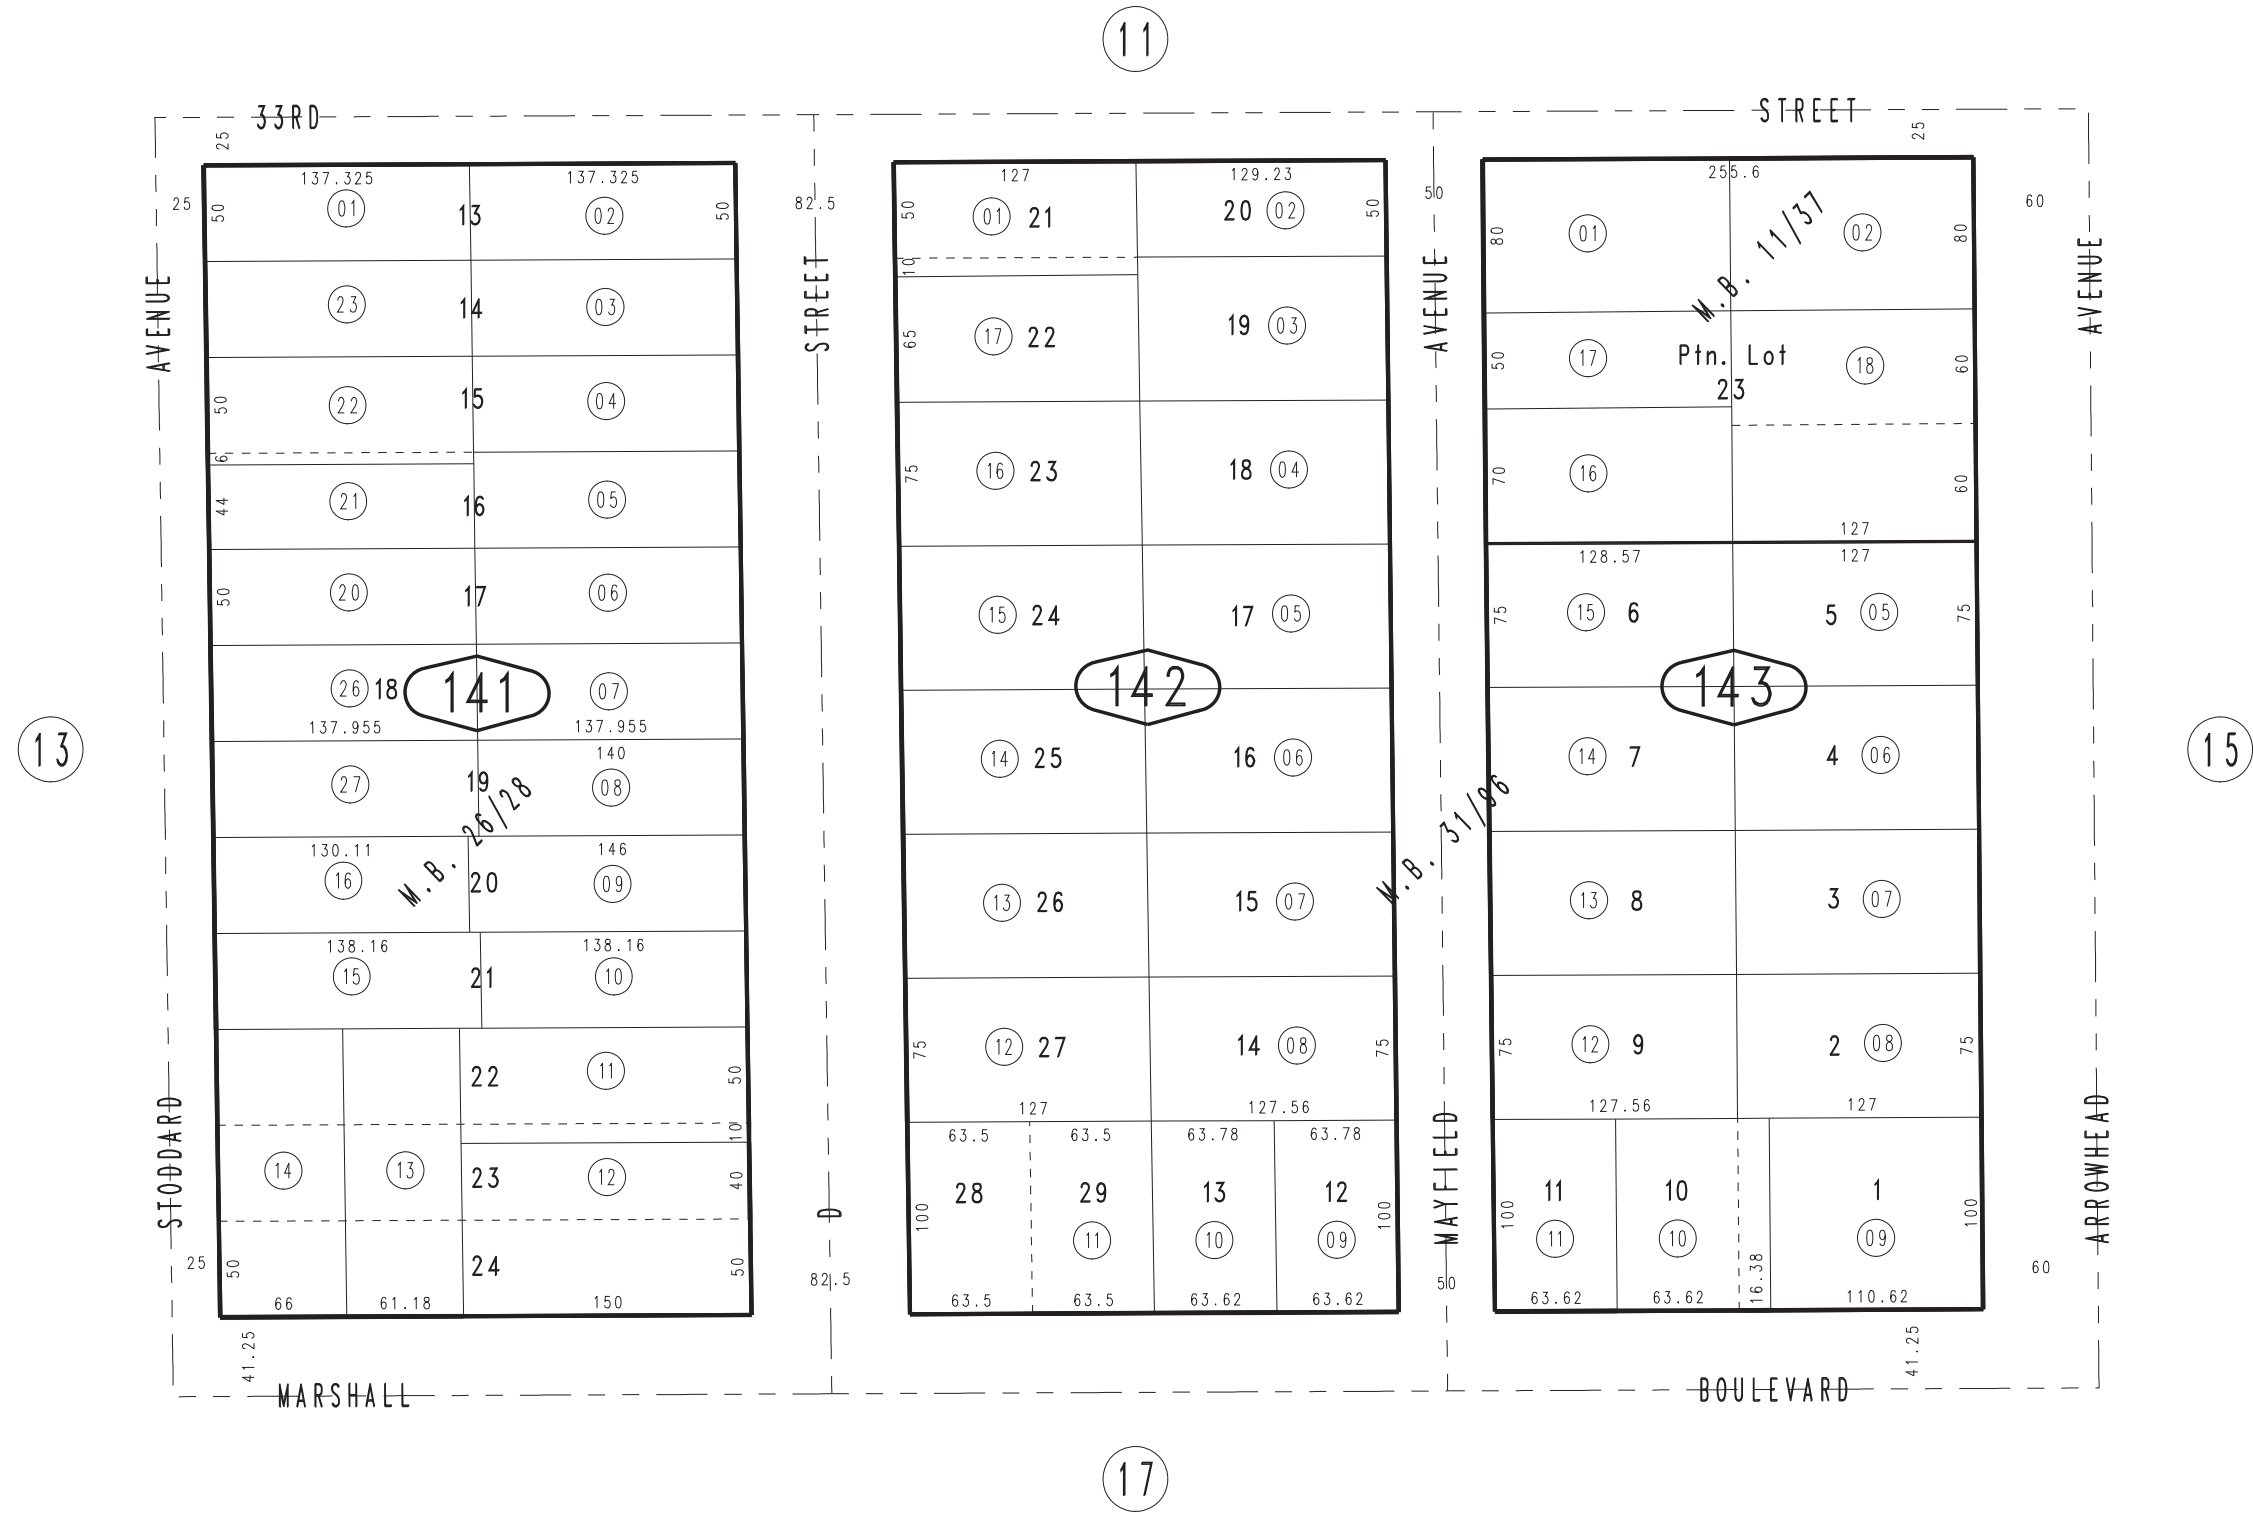 11
33RD STREET
25 25
137.325 137.325 127 129.23 255.6
25 50 01 13 02 50 82.5 50 01 21 20 02 50 50 80 01 02 80 60
M.B. 11/37
10
AVENUE STREET AVENUE AVENUE
23 14 03 65 17 22 19 03
50 17 Ptn. Lot 18 60
23
50 22 15 04
6
44 21 16 05 75 16 23 18 04 70 16 60
127
128.57 127
50 20 17 06 15 24 17 05 75 15 6 5 05 75
26 18 141 07 142 143
137.955 137.955
13 15
140
27 19 08 14 25 16 06 14 7 4 06
M.B. 26/28
M.B. 31/96
130.11 146
16 20 09 13 26 15 07 13 8 3 07
138.16 138.16
15 21 10
22 11 50 75 12 27 14 08 75 75 12 9 2 08 75
127 127.56 127.56 127
10
63.5 63.5 63.78 63.78
14 13 23 12 40
28 29 13 12 11 10 1
STODDARD D MAYFIELD ARROWHEAD
100 11 10 09 100 100 11 10 09 100
25 50 24 50 82.5 50 16.38 60
66 61.18 150 63.5 63.5 63.62 63.62 63.62 63.62 110.62
41.25 41.25
MARSHALL BOULEVARD
17